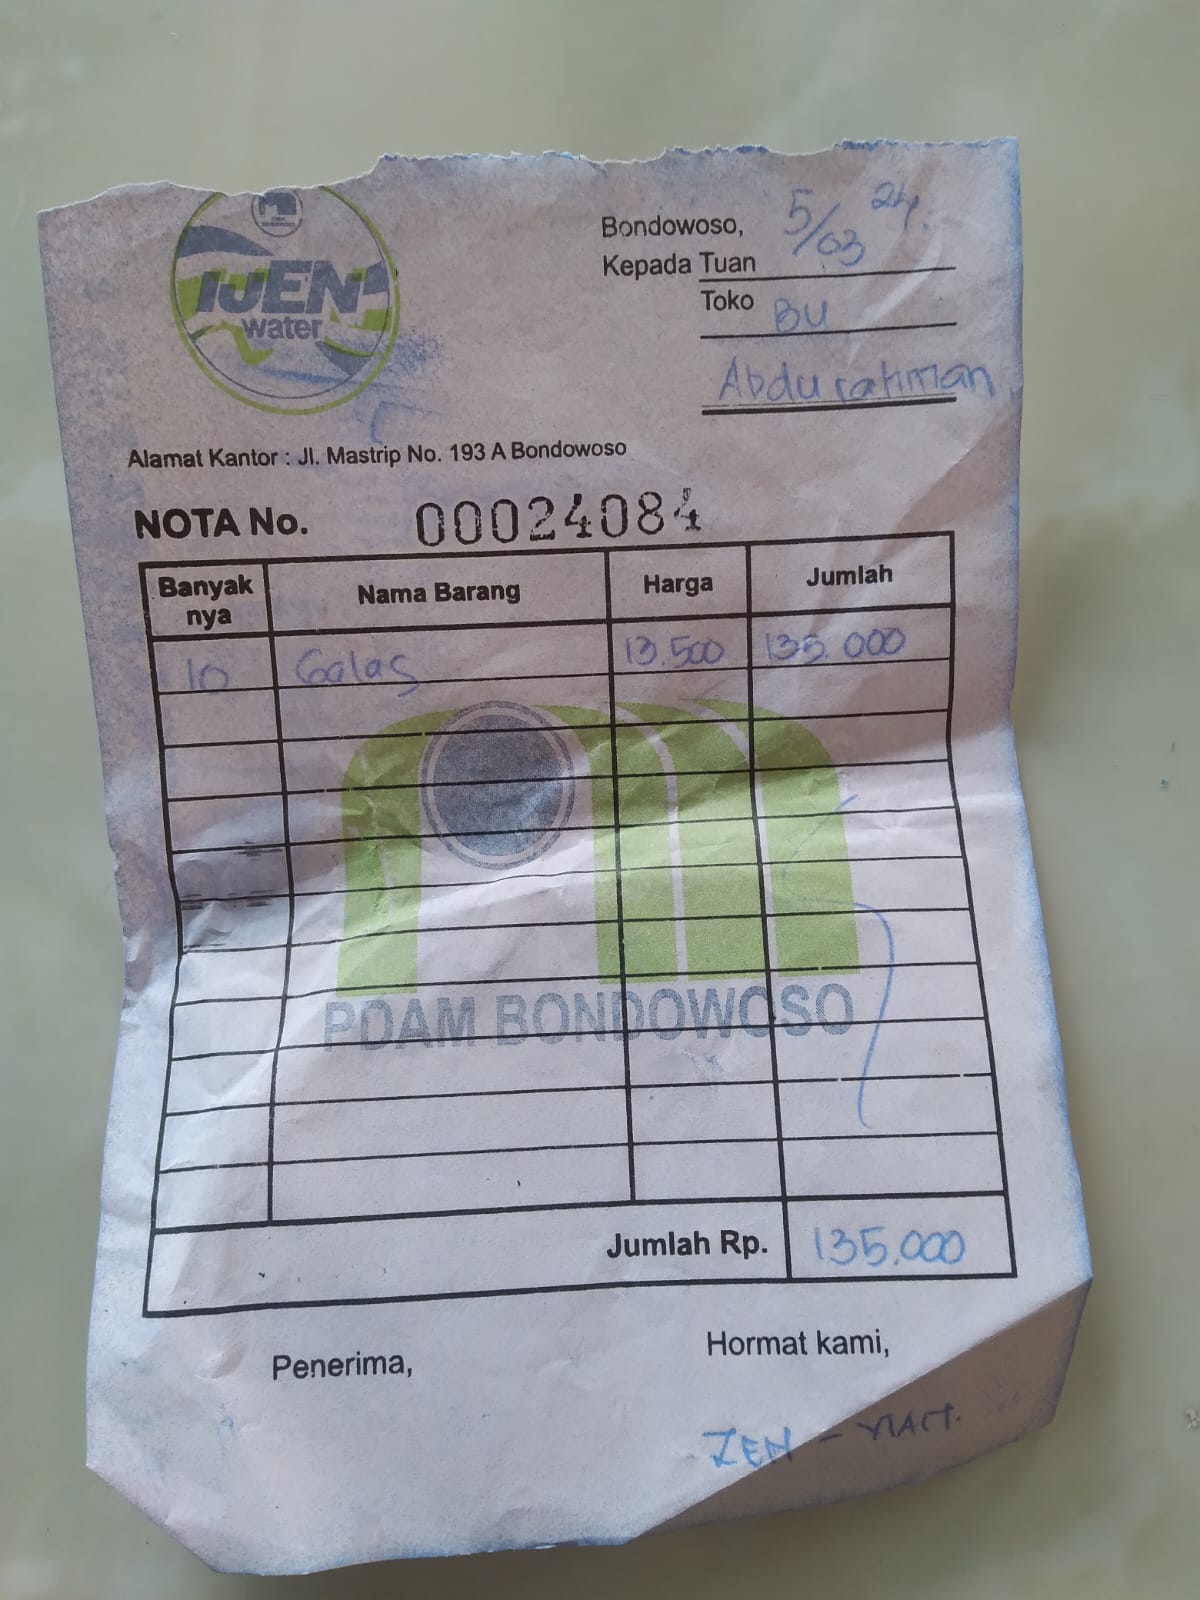 IJEN
water
Bondowoso, 5/03 24.
Kepada Tuan
Toko Bu
Abdurahman
Alamat Kantor : Jl. Mastrip No. 193 A Bondowoso
NOTA No. 00024084
Banyak nya Nama Barang Harga Jumlah
10 Galas 13.500 135.000
PDAM BONDOWOSO
Jumlah Rp. 135.000
Penerima, Hormat kami,
ZEN -